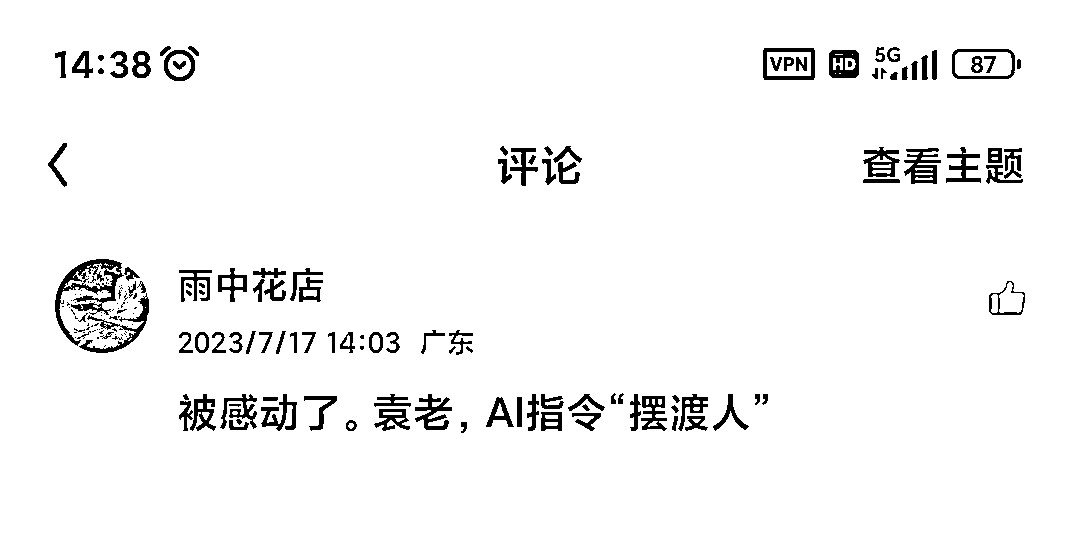 14:38 VPN HD 5G 87
评论 查看主题
雨中花店
2023/7/17 14:03 广东
被感动了。袁老，AI指令“摆渡人”